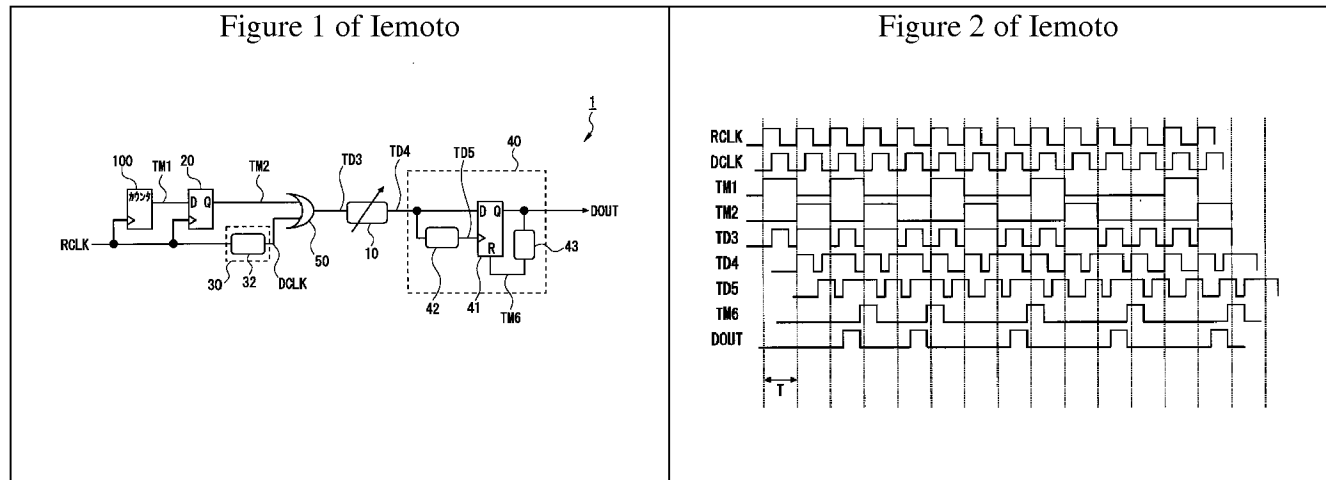 Figure 1 of Iemoto
1
40
100
20
TM1
TM2
TD3
TD4
TD5
カウンタ
D Q
D Q
DOUT
RCLK
R
50
10
43
30
32
DCLK
42
41
TM6
Figure 2 of Iemoto
RCLK
DCLK
TM1
TM2
TD3
TD4
TD5
TM6
DOUT
T